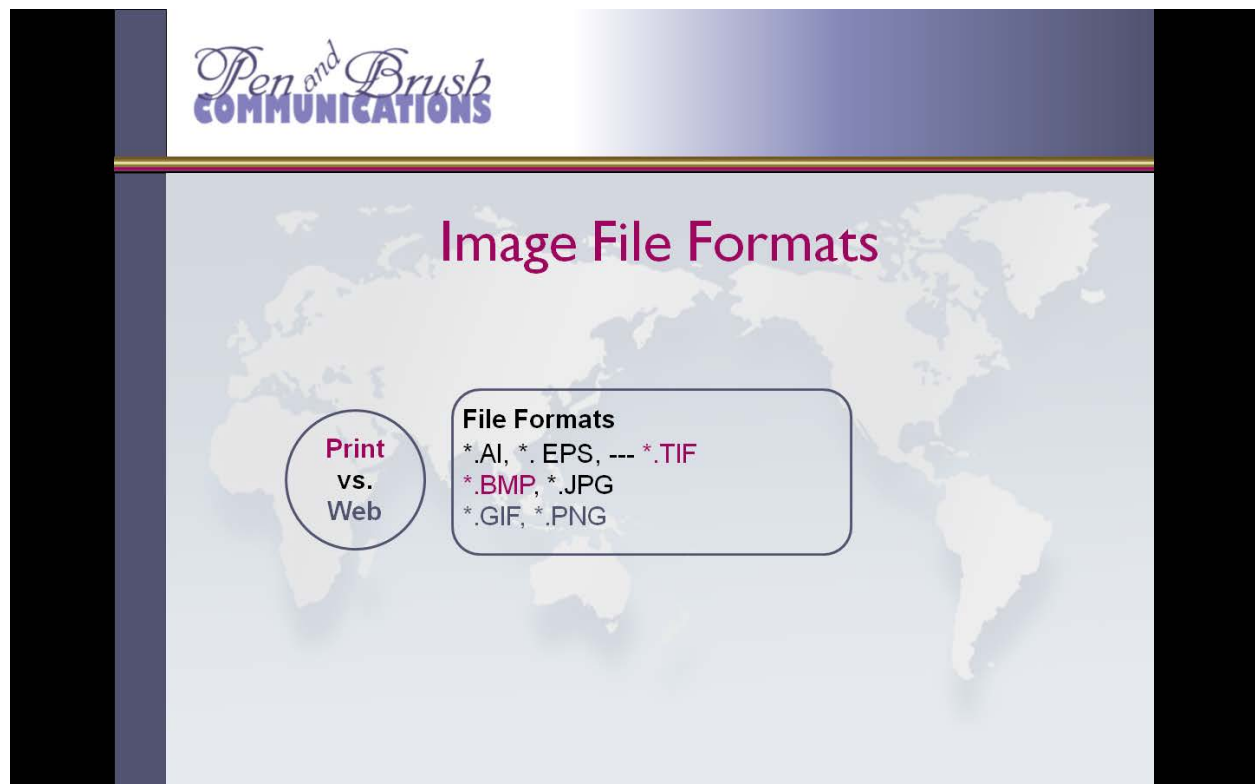 Pen and Brush
COMMUNICATIONS
Image File Formats
Print
vs.
Web
File Formats
*.AI, *. EPS, --- *.TIF
*.BMP, *.JPG
*.GIF, *.PNG